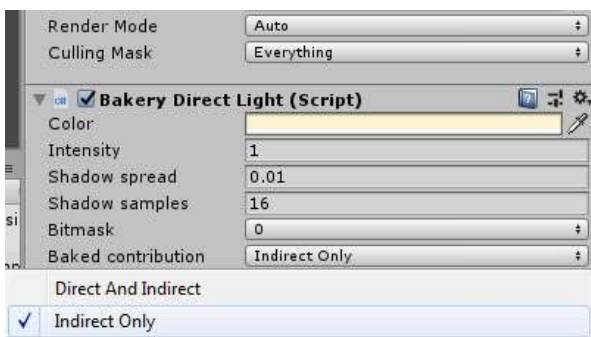 Render Mode Auto
Culling Mask Everything
Bakery Direct Light (Script)
Color
Intensity 1
Shadow spread 0.01
Shadow samples 16
Bitmask 0
Baked contribution Indirect Only
Direct And Indirect
Indirect Only